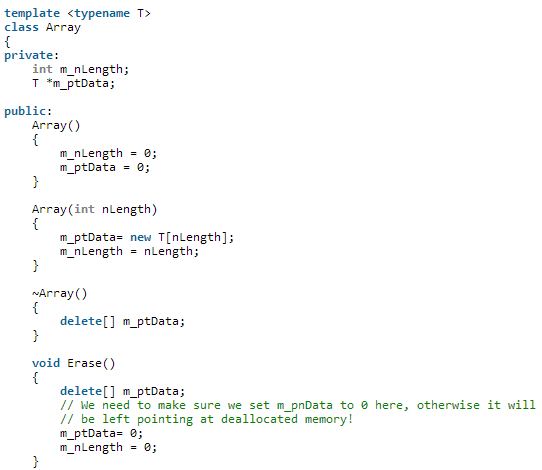 template <typename T>
class Array
{
private:
    int m_nLength;
    T *m_ptData;

public:
    Array()
    {
        m_nLength = 0;
        m_ptData = 0;
    }

    Array(int nLength)
    {
        m_ptData= new T[nLength];
        m_nLength = nLength;
    }

    ~Array()
    {
        delete[] m_ptData;
    }

    void Erase()
    {
        delete[] m_ptData;
        // We need to make sure we set m_pnData to 0 here, otherwise it will
        // be left pointing at deallocated memory!
        m_ptData= 0;
        m_nLength = 0;
    }